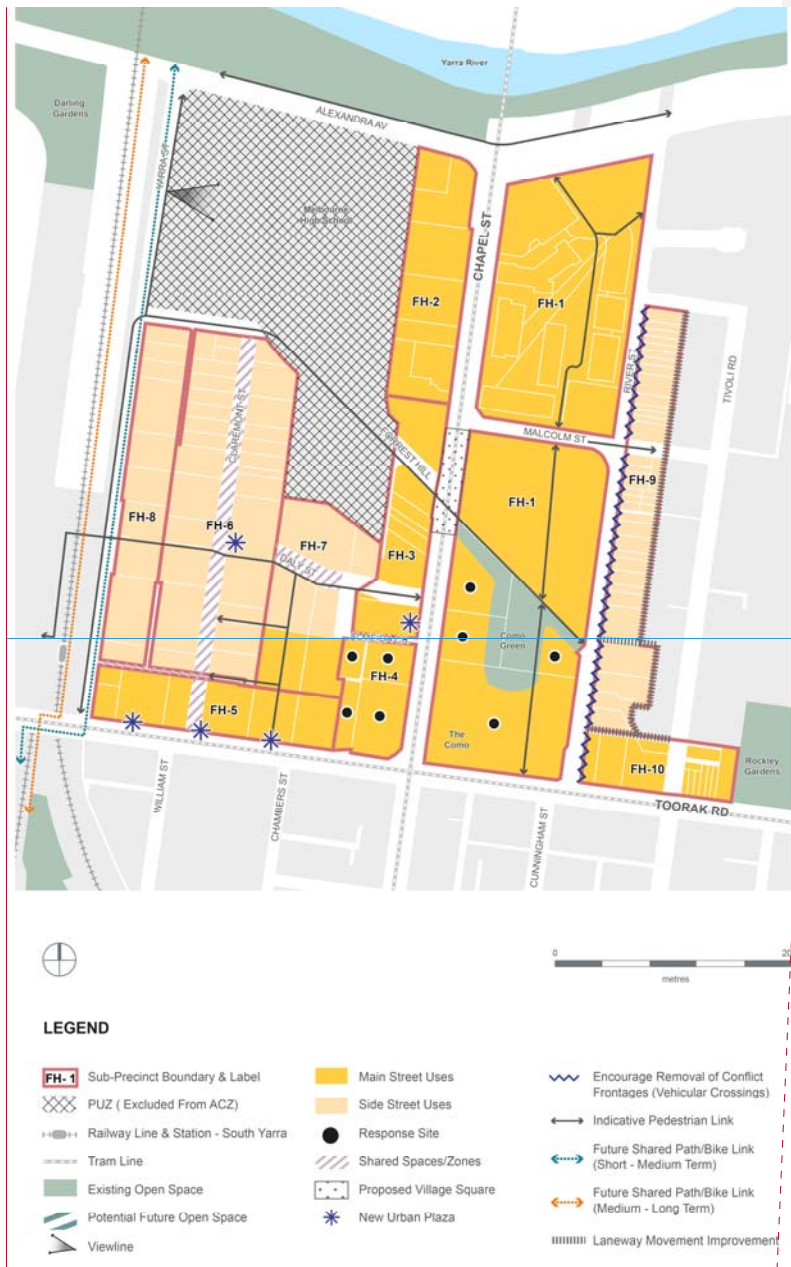 Yarra River
Darling
Gardens
ALEXANDRA AV
YARRA ST
Melbourne
High School
CHAPEL ST
FH-2
FH-1
RIVER ST
TIVOLI RD
CLAREMONT ST
FORREST HILL
MALCOLM ST
FH-9
FH-1
FH-8
FH-6
FH-7
FH-3
DALY ST
Como
Green
FH-4
FH-5
The
Como
FH-10
Rockley
Gardens
TOORAK RD
WILLIAM ST
CHAMBERS ST
CUNNINGHAM ST
0
metres
LEGEND
FH- 1 Sub-Precinct Boundary & Label
PUZ ( Excluded From ACZ)
Railway Line & Station - South Yarra
Tram Line
Existing Open Space
Potential Future Open Space
Viewline
Main Street Uses
Side Street Uses
Response Site
Shared Spaces/Zones
Proposed Village Square
New Urban Plaza
Encourage Removal of Conflict
Frontages (Vehicular Crossings)
Indicative Pedestrian Link
Future Shared Path/Bike Link
(Short - Medium Term)
Future Shared Path/Bike Link
(Medium - Long Term)
Laneway Movement Improvement